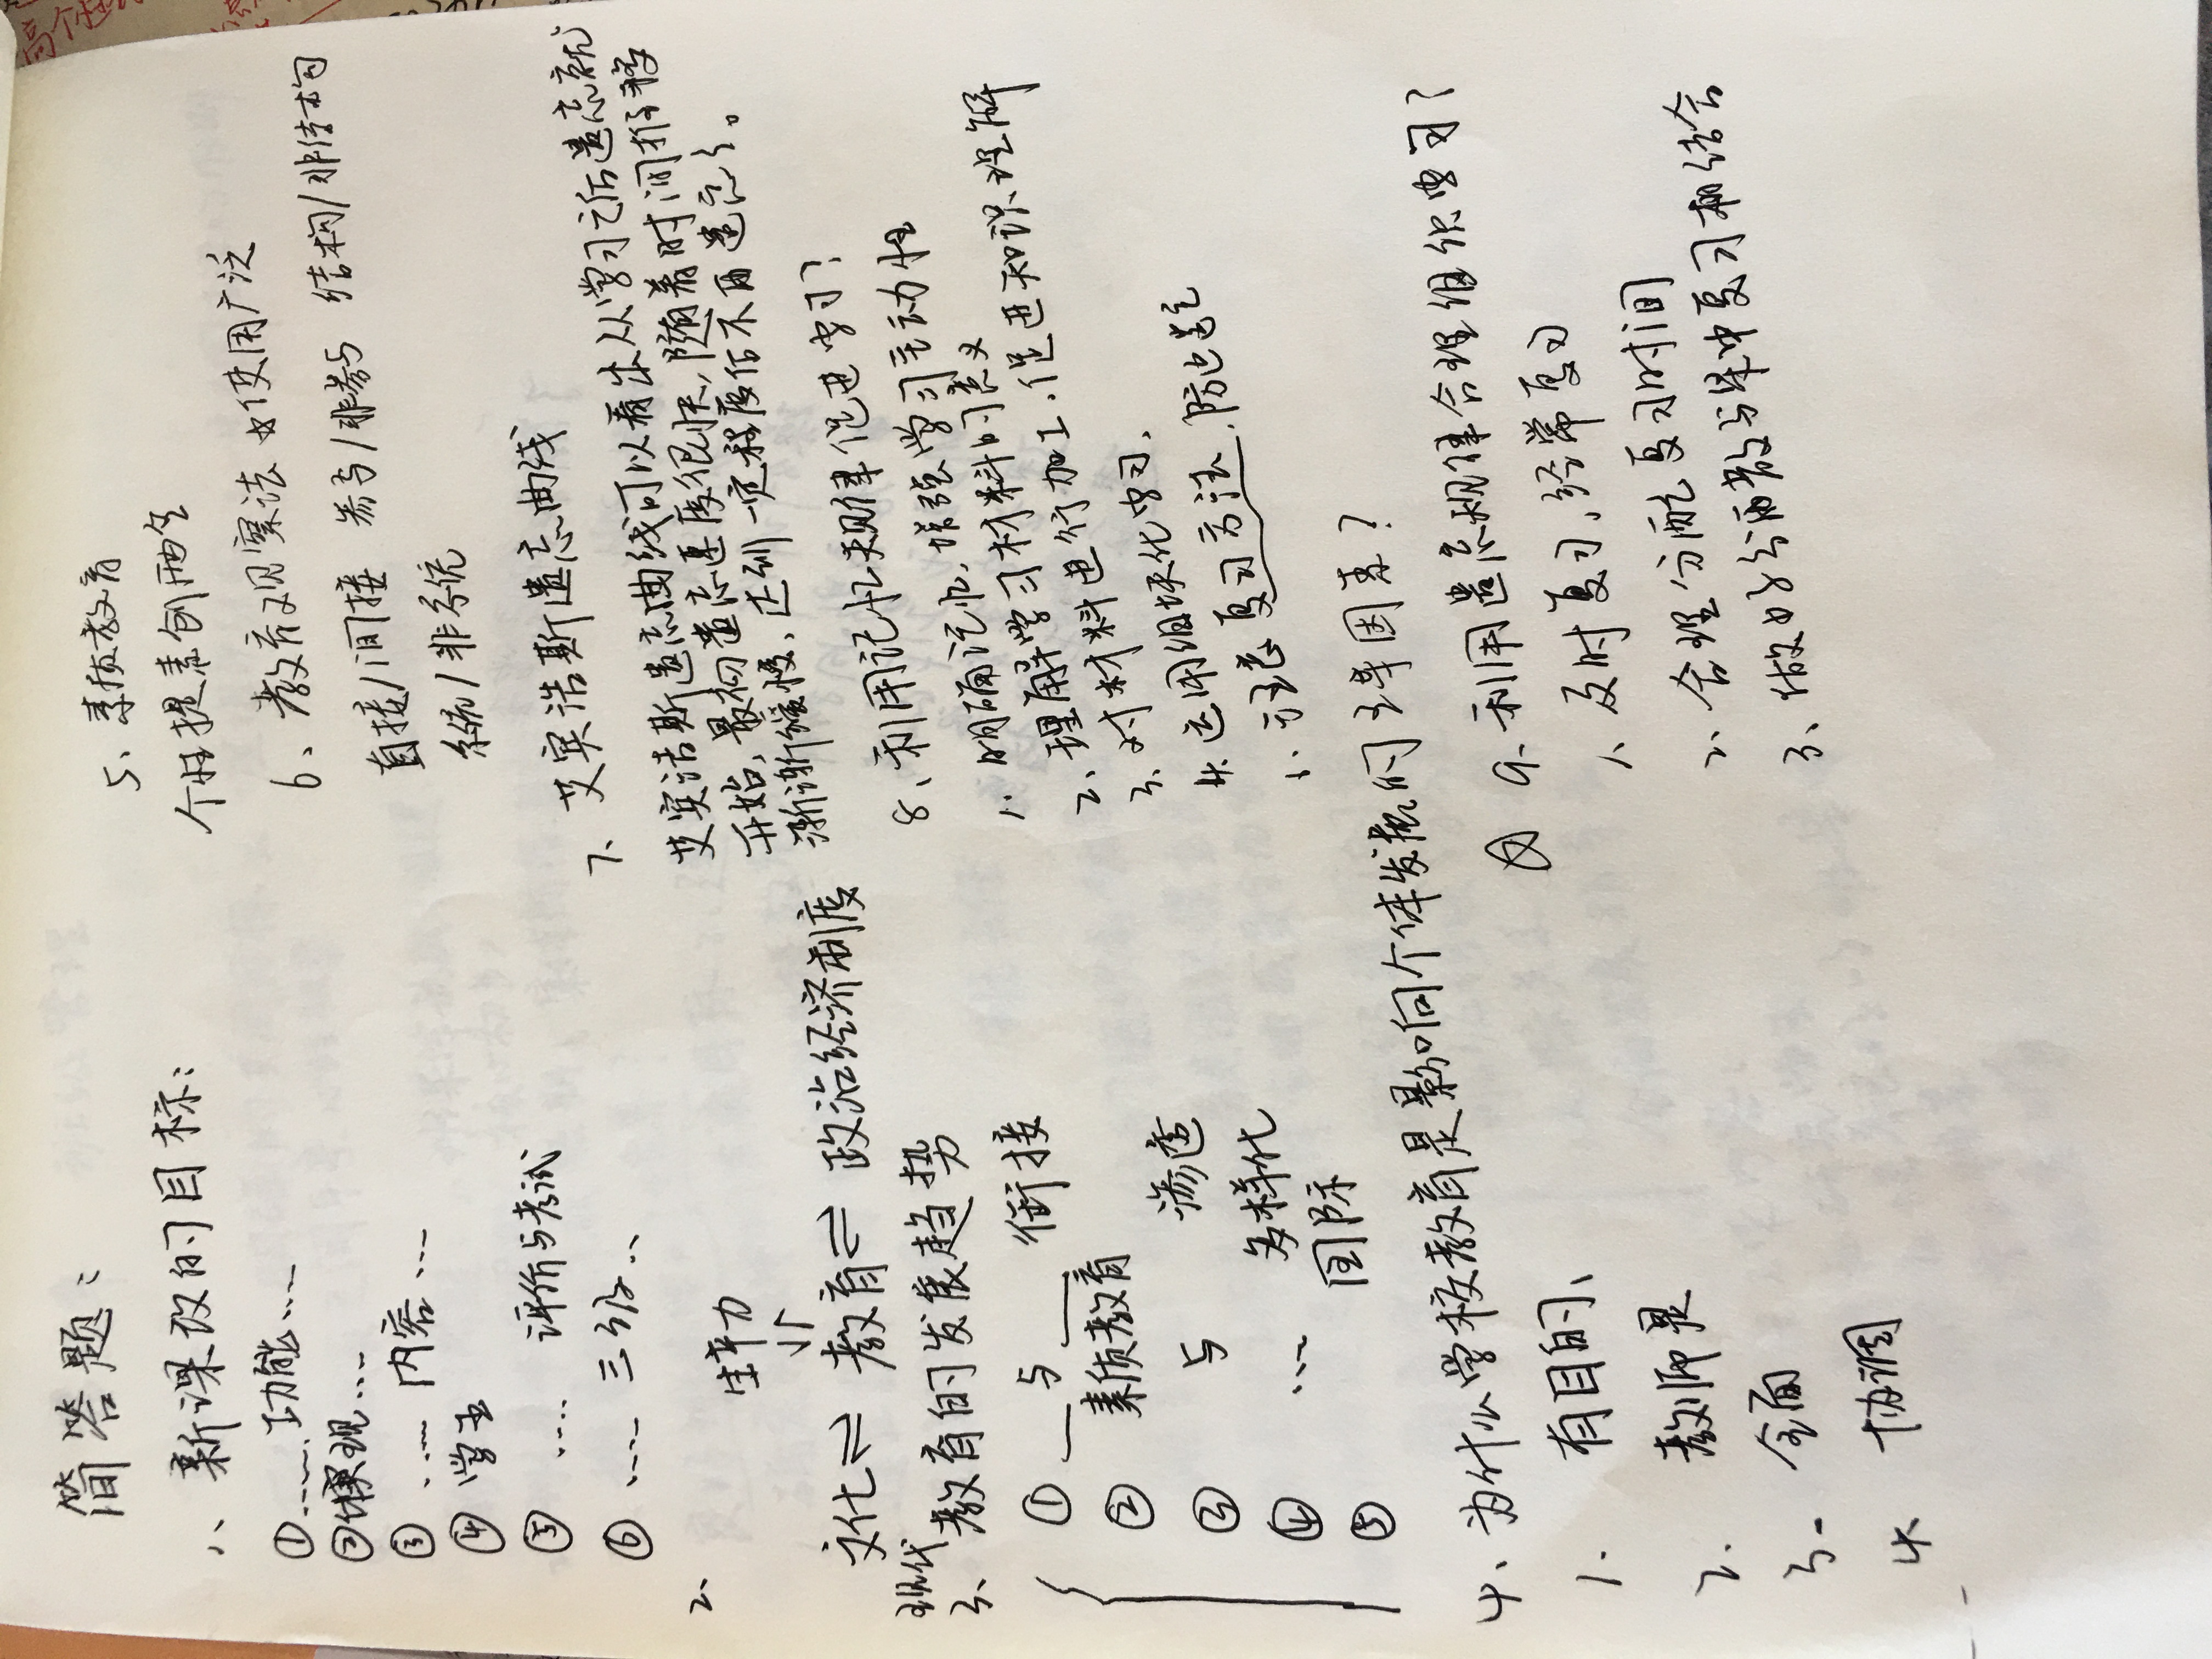 简答题：
1、新课改的目标：
①…… 功能……
②体现……
③ …… 内容 ……
④ 学生
⑤ …… 评价与考试
⑥ …… 三级..
2、
生产力
↓↑
文化⇌ 教育⇌ 政治经济制度
现代
3、教育的发展趋势
① __与__ 衔接
② 素质教育
③ 与 渗透
④ … 多样化
⑤ 国际
4、为什么学校教育是影响个体发展的主导因素？
1. 有目的、
2. 教师是
3. 全面
4. 协调
5、素质教育
个性提素创两全
6、教育观察法 ☆使用广泛
直接/间接 参与/非参与 结构/非结构
系统/非系统
7、艾宾浩斯遗忘曲线
艾宾浩斯遗忘曲线可以看出从学习之后遗忘就
开始，最初遗忘速度很快，随着时间推移
渐渐缓慢，达到一定程度后不再遗忘了。
8、利用记忆规律促进学习？
1、明确记忆，增强学习主动性
2、理解学习材料的意义
3、对材料进行加工，促进知识理解
4、运用组块化学习，
注意复习方法，防止遗忘
9、利用遗忘规律合理组织学习？
1、及时复习，经常复习
2、合理分配复习时间
3、做好分散与集中复习相结合